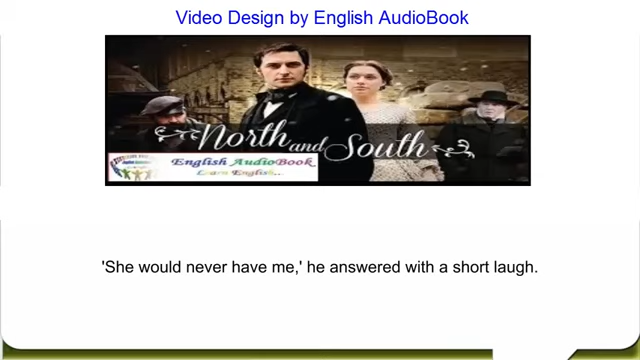 Video Design by English AudioBook
North and South
English AudioBook
Learn English...
'She would never have me,' he answered with a short laugh.